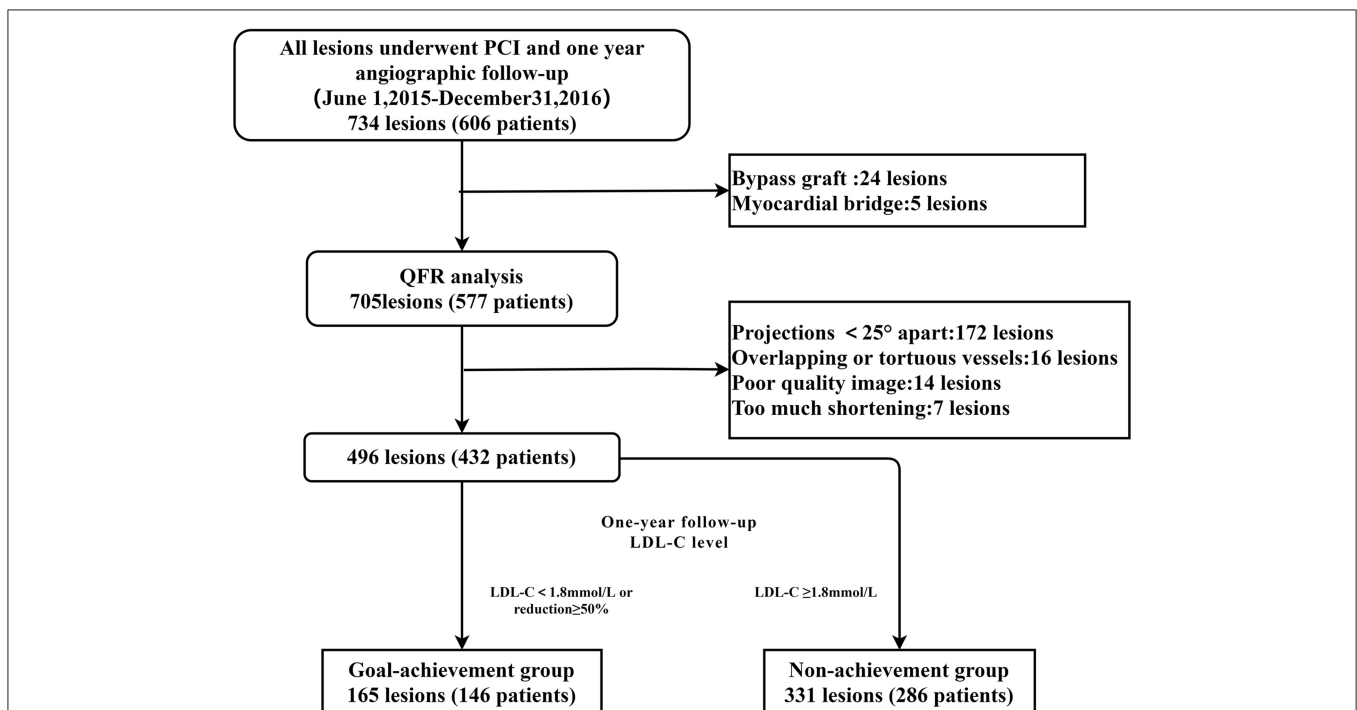 All lesions underwent PCI and one year
angiographic follow-up
（June 1,2015-December31,2016）
734 lesions (606 patients)
Bypass graft :24 lesions
Myocardial bridge:5 lesions
QFR analysis
705lesions (577 patients)
Projections ＜25° apart:172 lesions
Overlapping or tortuous vessels:16 lesions
Poor quality image:14 lesions
Too much shortening:7 lesions
496 lesions (432 patients)
One-year follow-up
LDL-C level
LDL-C＜1.8mmol/L or
reduction≥50%
LDL-C ≥1.8mmol/L
Goal-achievement group
165 lesions (146 patients)
Non-achievement group
331 lesions (286 patients)